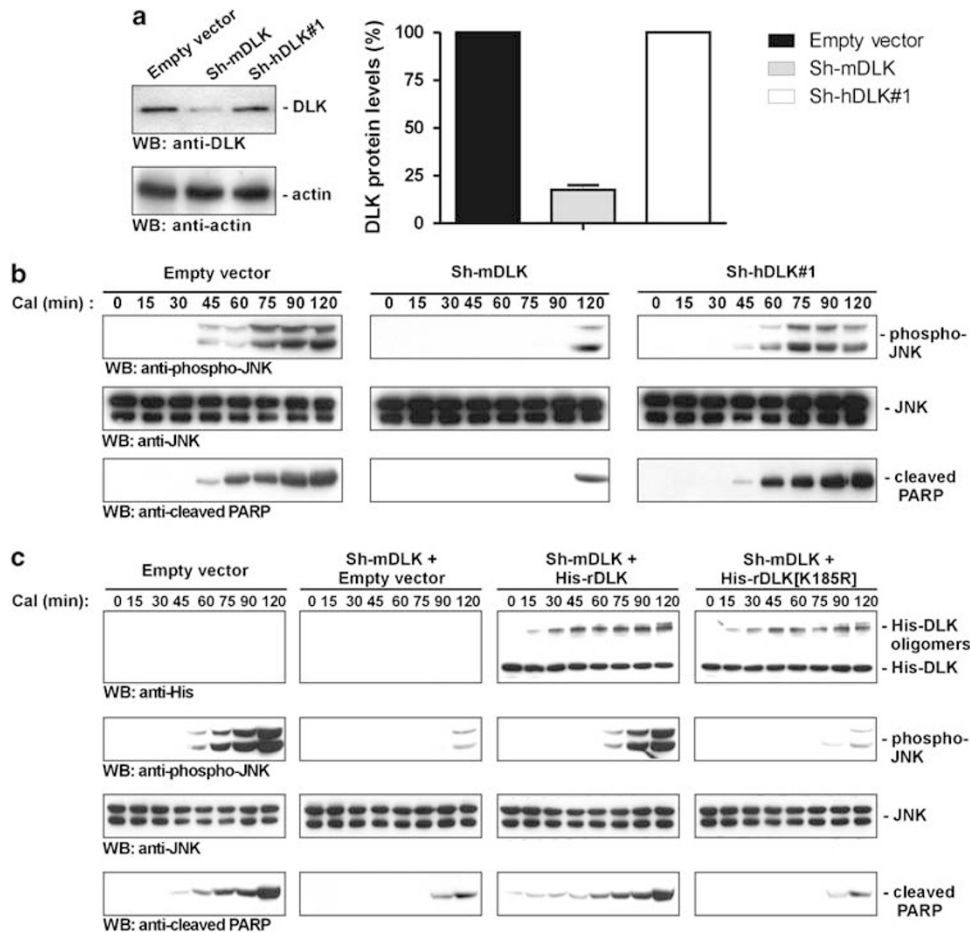 a
Empty vector
Sh-mDLK
Sh-hDLK#1
- DLK
WB: anti-DLK
- actin
WB: anti-actin
DLK protein levels (%)
100
75
50
25
0
Empty vector
Sh-mDLK
Sh-hDLK#1
b
Empty vector Sh-mDLK Sh-hDLK#1
Cal (min) : 0 15 30 45 60 75 90 120 0 15 30 45 60 75 90 120 0 15 30 45 60 75 90 120
- phospho-
JNK
WB: anti-phospho-JNK
- JNK
WB: anti-JNK
- cleaved
PARP
WB: anti-cleaved PARP
c
Empty vector
Sh-mDLK +
Empty vector
Sh-mDLK +
His-rDLK
Sh-mDLK +
His-rDLK[K185R]
Cal (min): 0 15 30 45 60 75 90 120 0 15 30 45 60 75 90 120 0 15 30 45 60 75 90 120 0 15 30 45 60 75 90 120
- His-DLK
oligomers
- His-DLK
WB: anti-His
- phospho-
JNK
WB: anti-phospho-JNK
- JNK
WB: anti-JNK
- cleaved
PARP
WB: anti-cleaved PARP